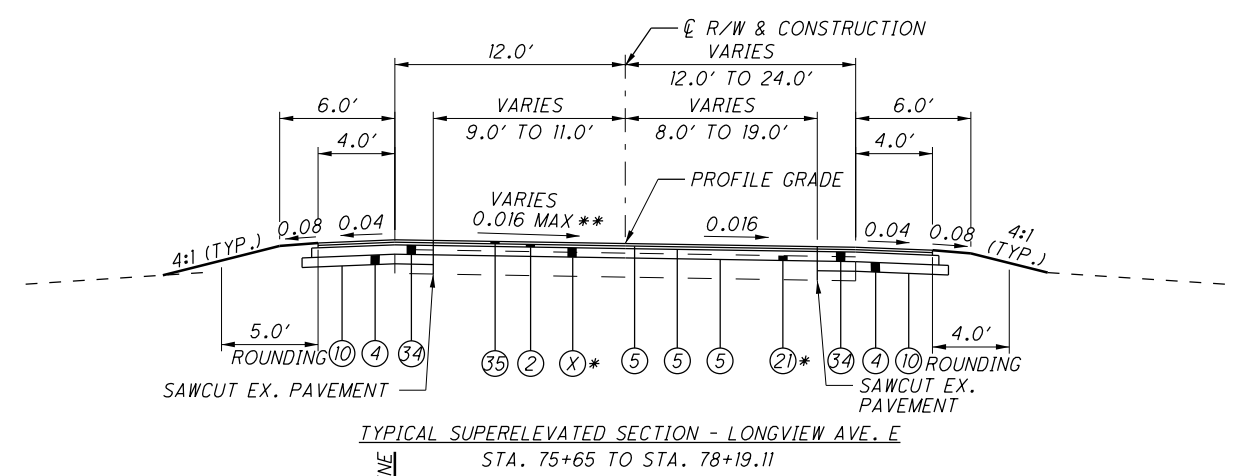 ℄ R/W & CONSTRUCTION
12.0'
VARIES
12.0' TO 24.0'
6.0'
VARIES
9.0' TO 11.0'
VARIES
8.0' TO 19.0'
6.0'
4.0'
4.0'
PROFILE GRADE
VARIES
0.016 MAX **
0.016
0.08
0.04
0.04
0.08
4:1 (TYP.)
4:1
(TYP.)
5.0'
ROUNDING
4.0'
ROUNDING
10
4
34
35
2
X*
5
5
5
21*
34
4
10
SAWCUT EX. PAVEMENT
SAWCUT EX.
PAVEMENT
TYPICAL SUPERELEVATED SECTION - LONGVIEW AVE. E
STA. 75+65 TO STA. 78+19.11
NE